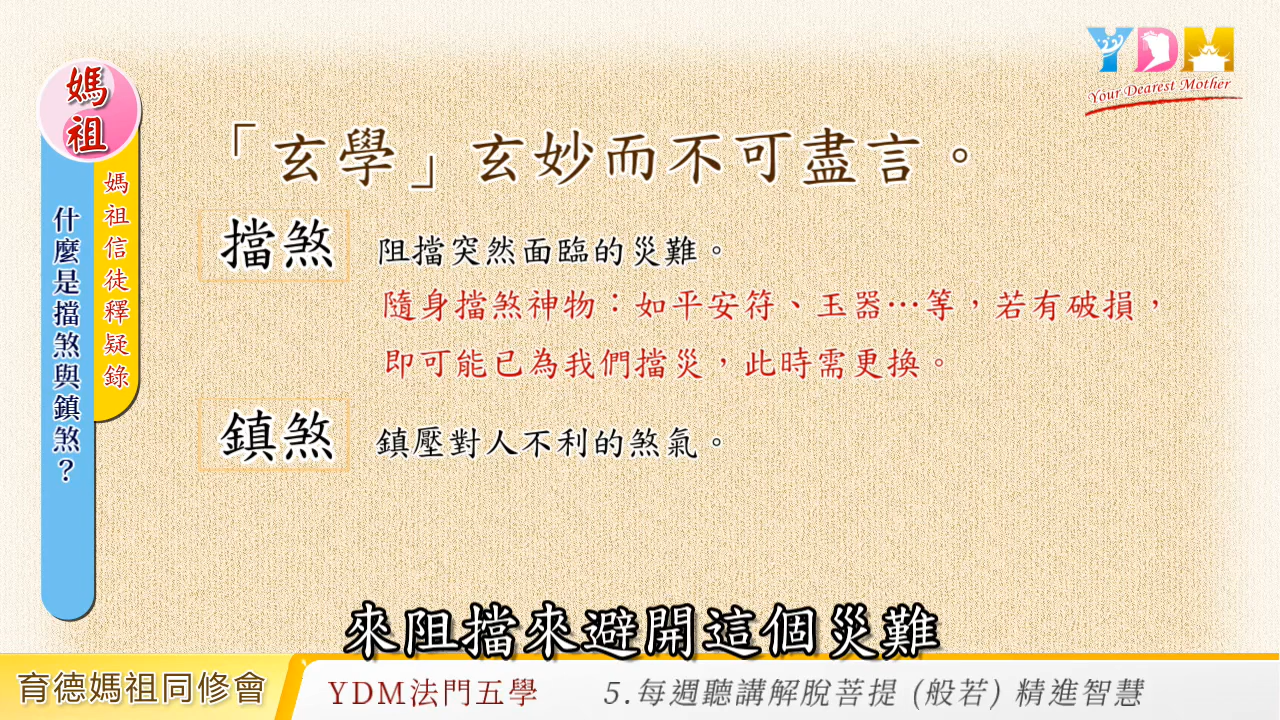 YDM
Your Dearest Mother
媽祖
媽祖信徒釋疑錄
什麼是擋煞與鎮煞？
「玄學」玄妙而不可盡言。
擋煞 阻擋突然面臨的災難。
隨身擋煞神物：如平安符、玉器…等，若有破損，
即可能已為我們擋災，此時需更換。
鎮煞 鎮壓對人不利的煞氣。
來阻擋來避開這個災難
育德媽祖同修會 YDM法門五學 5.每週聽講解脫菩提 (般若) 精進智慧